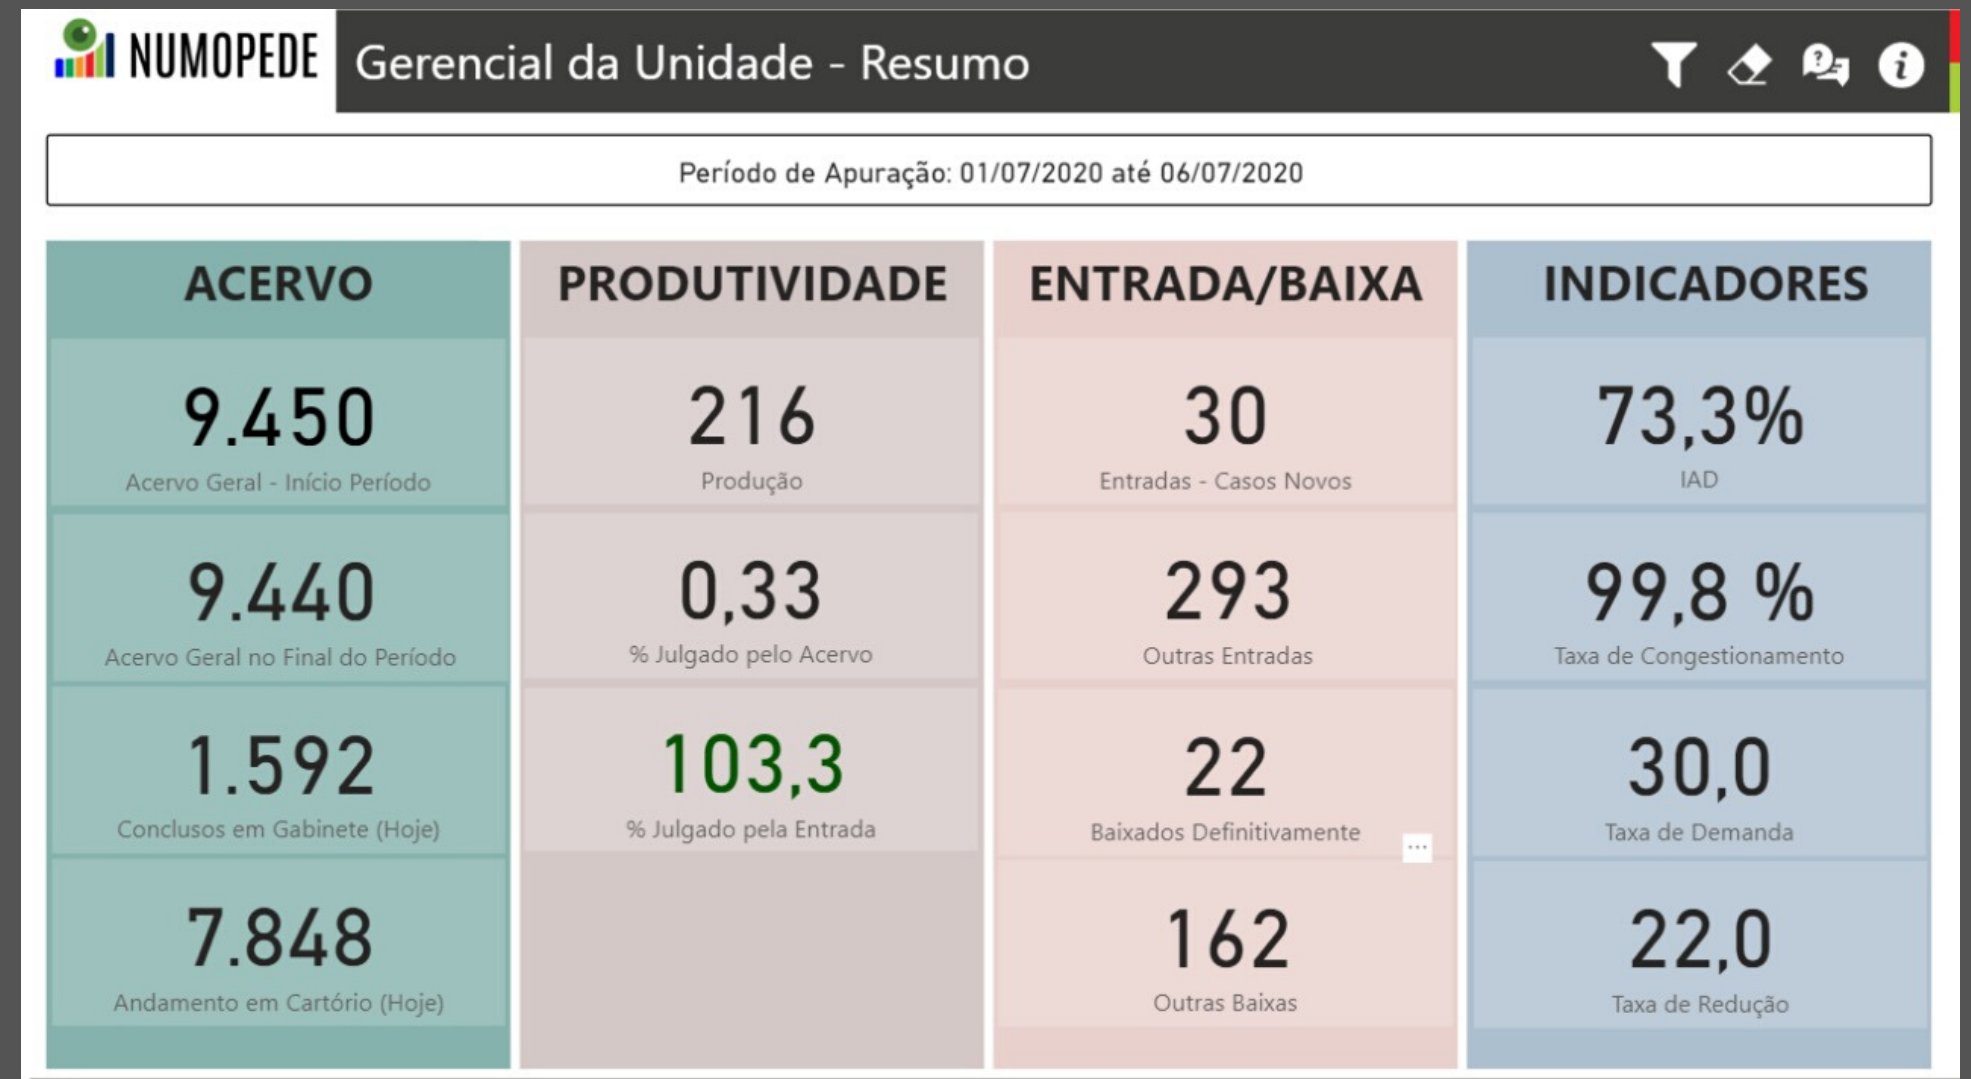 NUMOPEDE
Gerencial da Unidade - Resumo
Período de Apuração: 01/07/2020 até 06/07/2020
ACERVO
9.450
Acervo Geral - Início Período
9.440
Acervo Geral no Final do Período
1.592
Conclusos em Gabinete (Hoje)
7.848
Andamento em Cartório (Hoje)
PRODUTIVIDADE
216
Produção
0,33
% Julgado pelo Acervo
103,3
% Julgado pela Entrada
ENTRADA/BAIXA
30
Entradas - Casos Novos
293
Outras Entradas
22
Baixados Definitivamente
162
Outras Baixas
INDICADORES
73,3%
IAD
99,8 %
Taxa de Congestionamento
30,0
Taxa de Demanda
22,0
Taxa de Redução